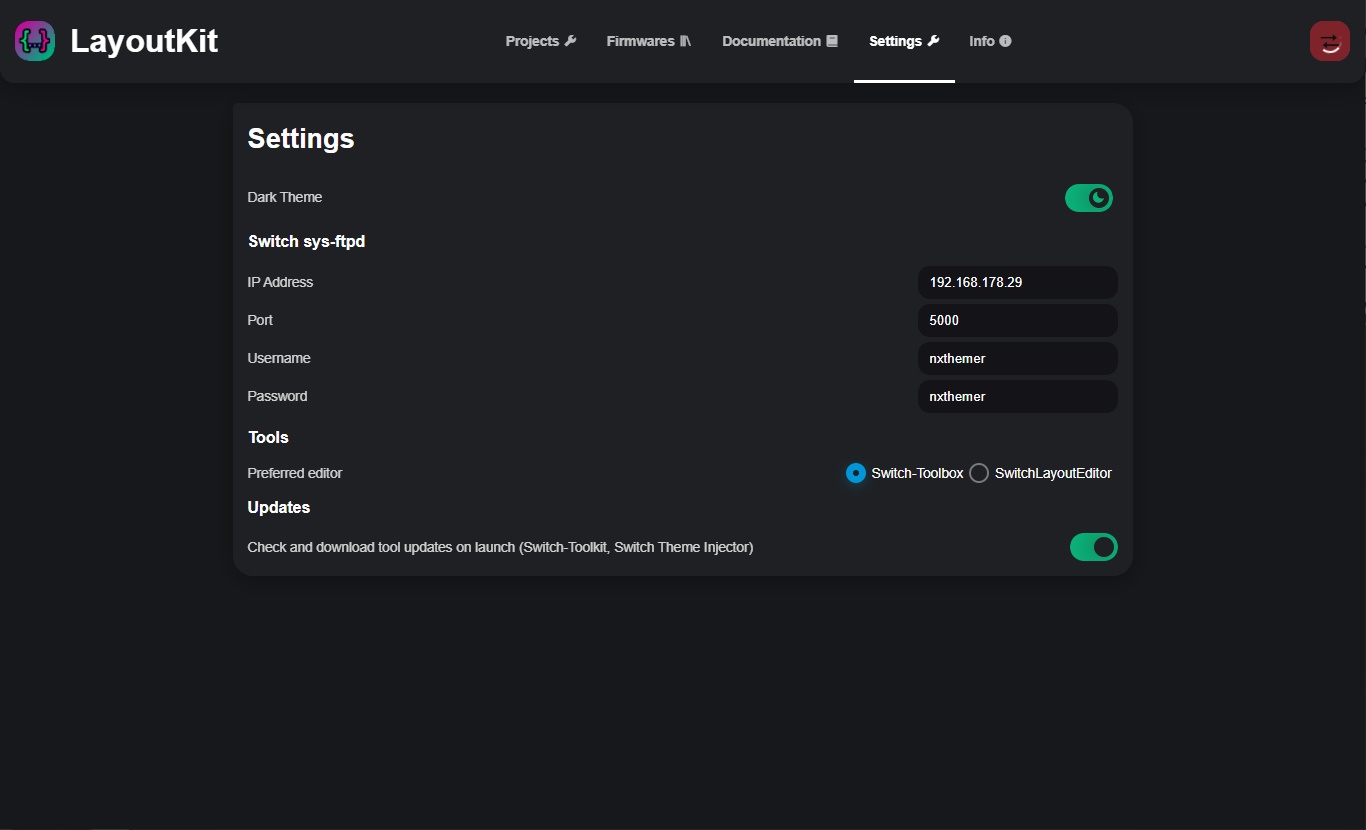 LayoutKit
Projects
Firmwares
Documentation
Settings
Info
Settings
Dark Theme
Switch sys-ftpd
IP Address
192.168.178.29
Port
5000
Username
nxthemer
Password
nxthemer
Tools
Preferred editor
Switch-Toolbox
SwitchLayoutEditor
Updates
Check and download tool updates on launch (Switch-Toolkit, Switch Theme Injector)